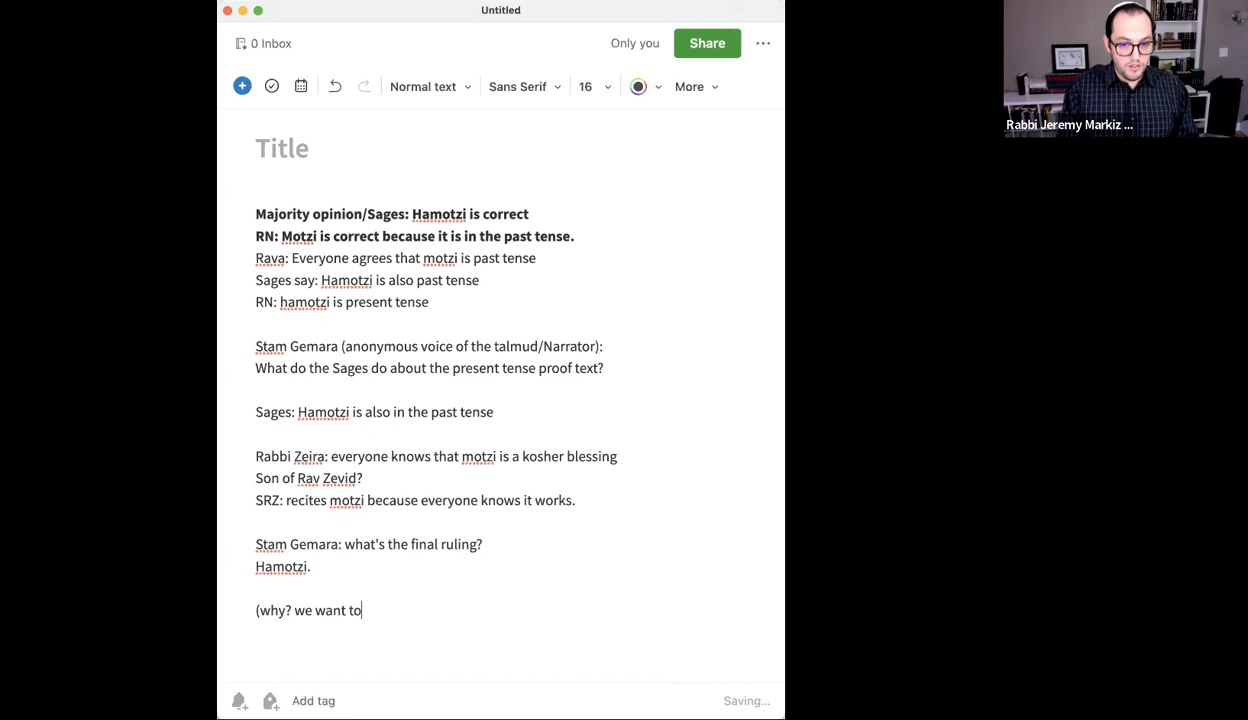 Untitled
0 Inbox
Only you
Share
Normal text
Sans Serif
16
More
Title
Majority opinion/Sages: Hamotzi is correct
RN: Motzi is correct because it is in the past tense.
Rava: Everyone agrees that motzi is past tense
Sages say: Hamotzi is also past tense
RN: hamotzi is present tense
Stam Gemara (anonymous voice of the talmud/Narrator):
What do the Sages do about the present tense proof text?
Sages: Hamotzi is also in the past tense
Rabbi Zeira: everyone knows that motzi is a kosher blessing
Son of Rav Zevid?
SRZ: recites motzi because everyone knows it works.
Stam Gemara: what's the final ruling?
Hamotzi.
(why? we want to
Add tag
Saving...
Rabbi Jeremy Markiz ...